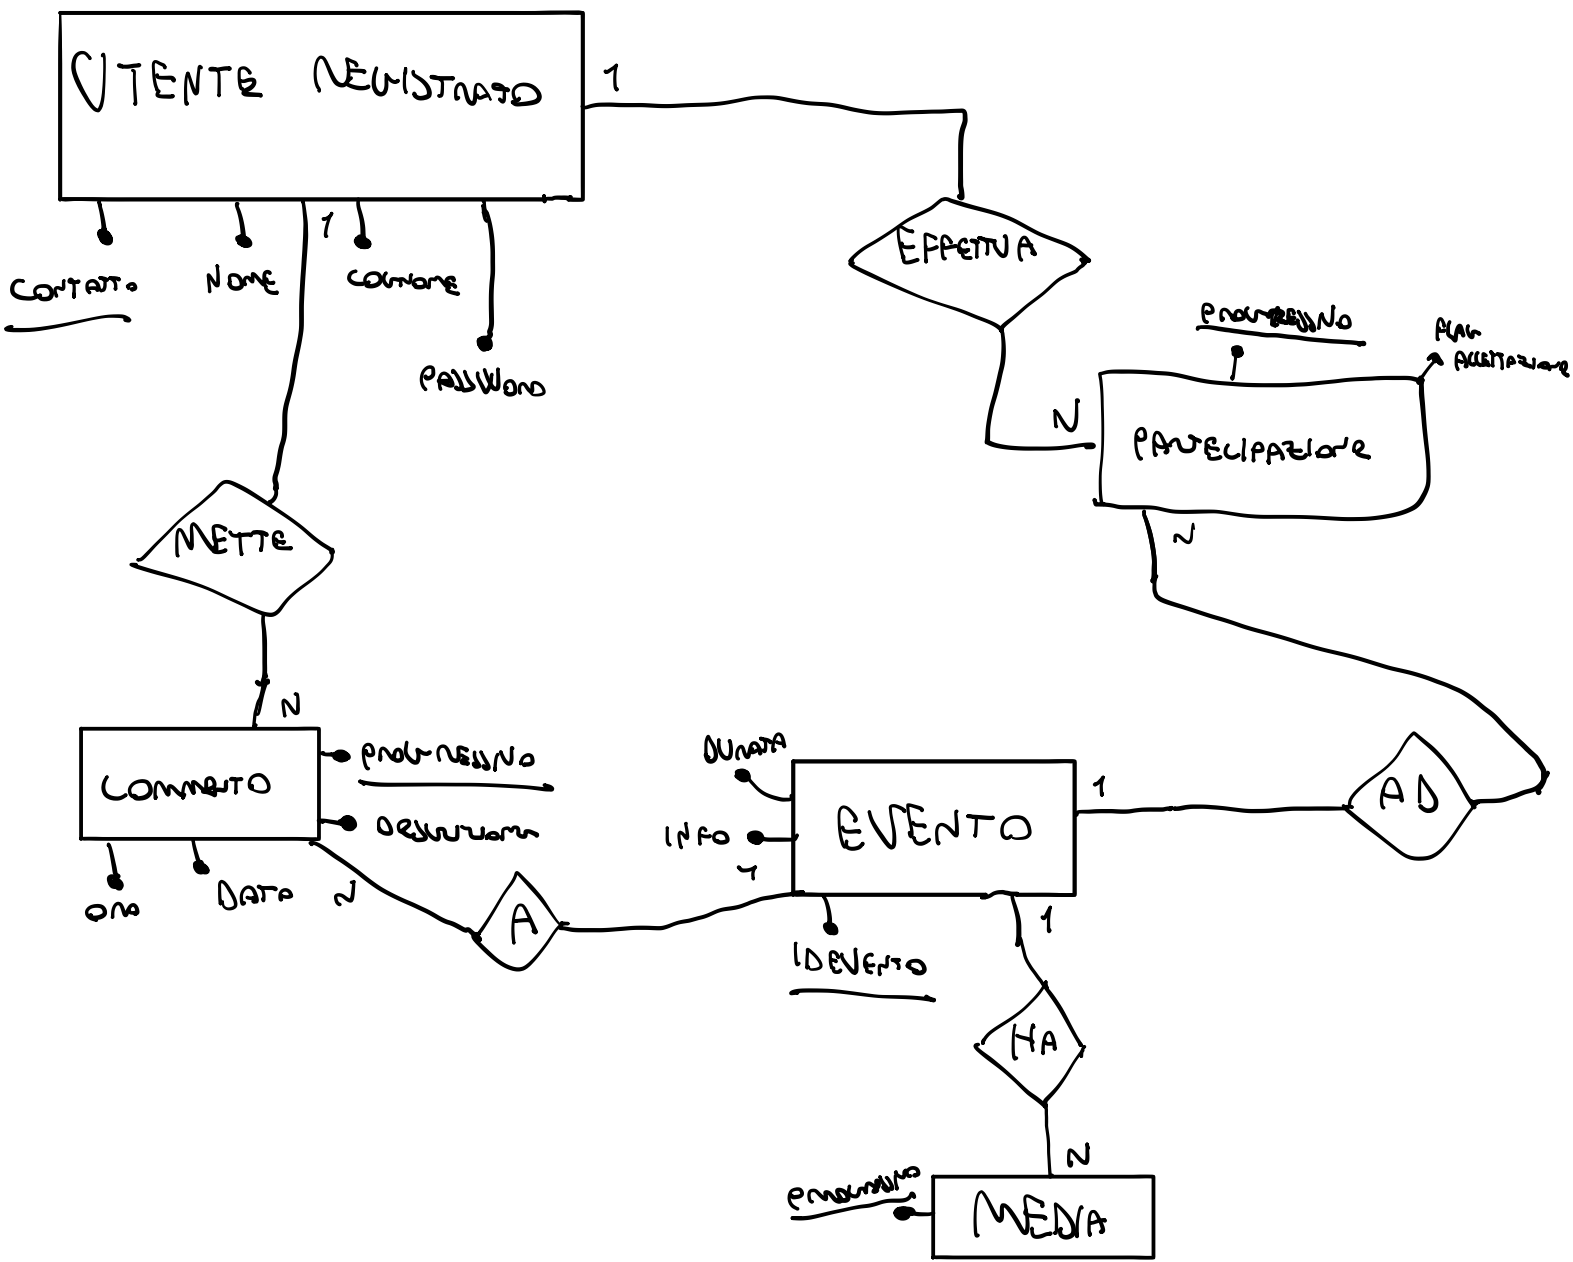 UTENTE REGISTRATO
1
1
EFFETTUA
CONTATTO
NOME
COGNOME
PASSWORD
PROGRESSIVO
FLAG
ACCETTAZIONE
N
PARTECIPAZIONE
N
METTE
N
COMMENTO
PROGRESSIVO
DESCRIZIONE
ORA
DATA
N
A
DURATA
INFO
1
EVENTO
1
AD
IDEVENTO
1
HA
N
PROGRESSIVO
MEDIA